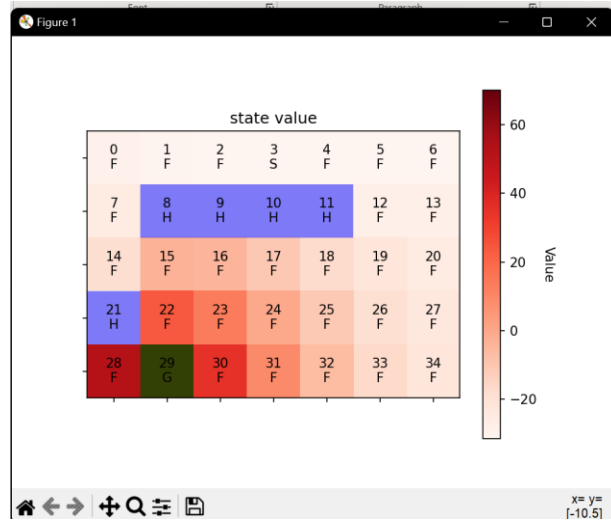 Font
Paragraph
Figure 1
state value
0 1 2 3 4 5 6
F F F S F F F
7 8 9 10 11 12 13
F H H H H F F
14 15 16 17 18 19 20
F F F F F F F
21 22 23 24 25 26 27
H F F F F F F
28 29 30 31 32 33 34
F G F F F F F
60
40
20
0
−20
Value
x= y=
[-10.5]